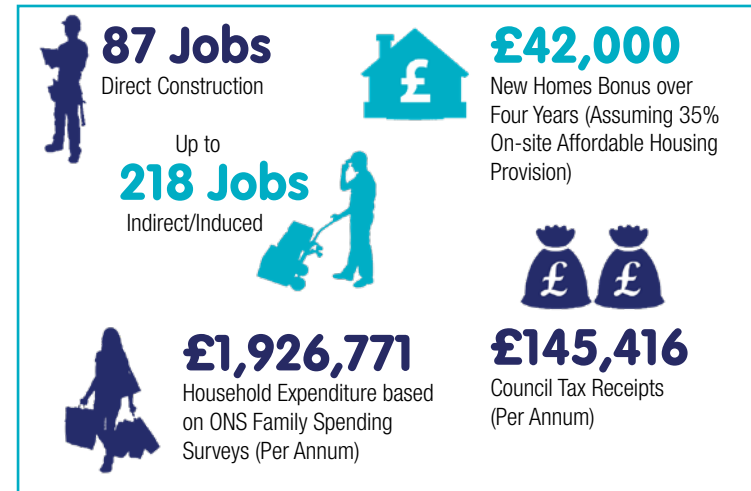 87 Jobs
Direct Construction
Up to
218 Jobs
Indirect/Induced
£
£42,000
New Homes Bonus over
Four Years (Assuming 35%
On-site Affordable Housing
Provision)
£1,926,771
Household Expenditure based
on ONS Family Spending
Surveys (Per Annum)
£ £
£145,416
Council Tax Receipts
(Per Annum)